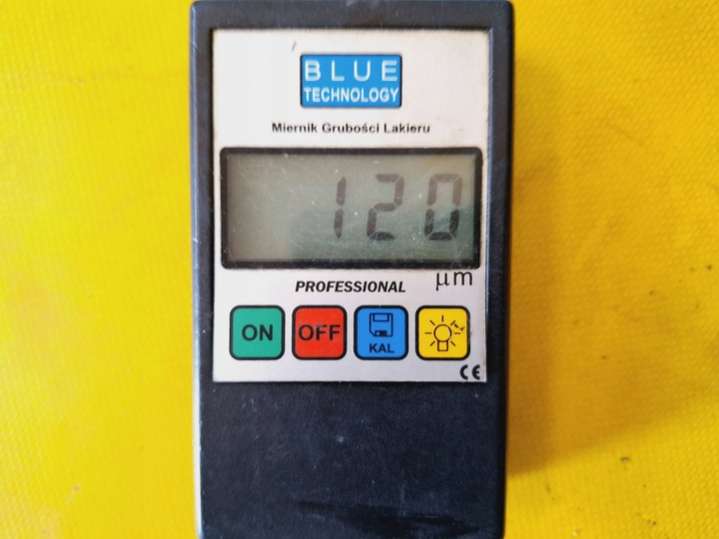 BLUE
TECHNOLOGY
Miernik Grubości Lakieru
120
PROFESSIONAL
μm
ON OFF KAL
CE